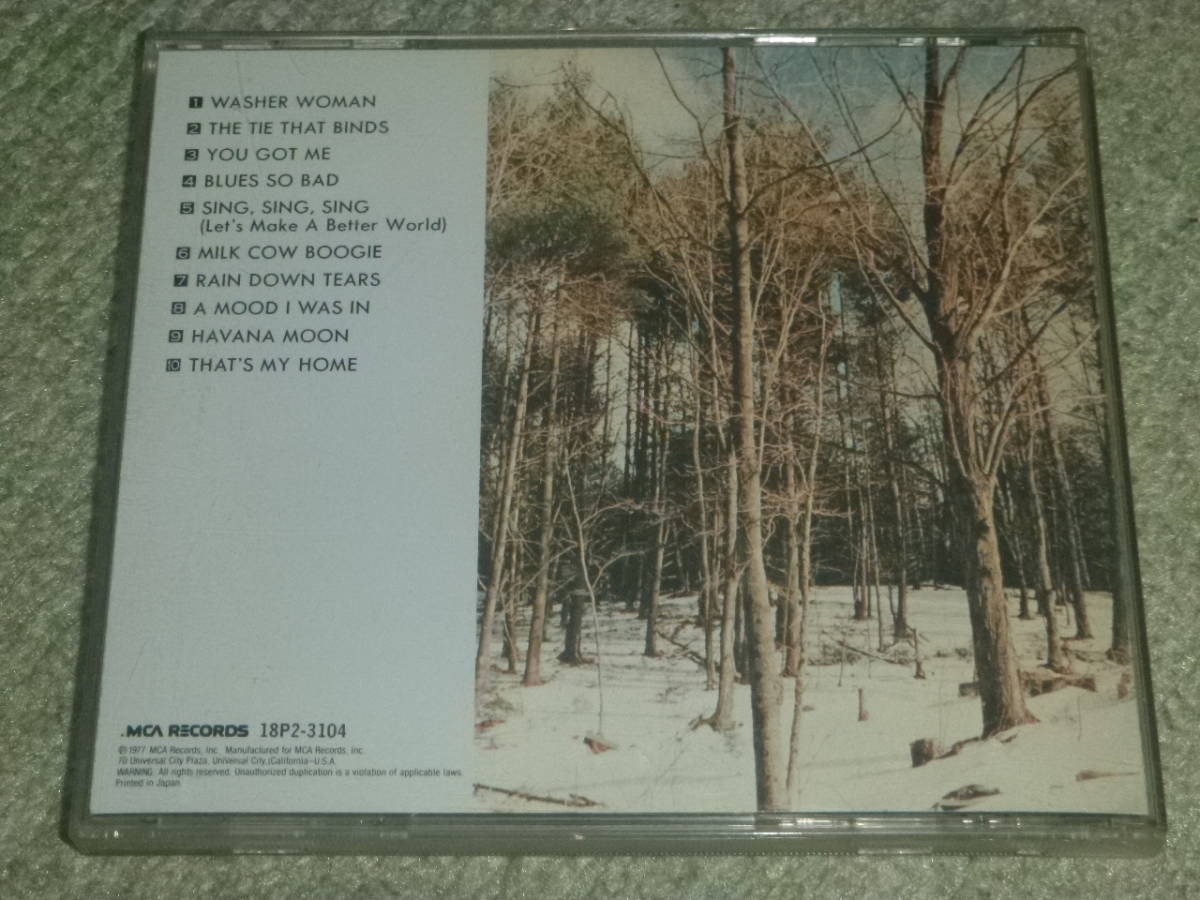 1 WASHER WOMAN
2 THE TIE THAT BINDS
3 YOU GOT ME
4 BLUES SO BAD
5 SING, SING, SING
(Let's Make A Better World)
6 MILK COW BOOGIE
7 RAIN DOWN TEARS
8 A MOOD I WAS IN
9 HAVANA MOON
10 THAT'S MY HOME
.MCA RECORDS 18P2-3104
℗1977 MCA Records, Inc. Manufactured for MCA Records, Inc.
70 Universal City Plaza, Universal City, California-U.S.A.
WARNING: All rights reserved. Unauthorized duplication is a violation of applicable laws.
Printed in Japan